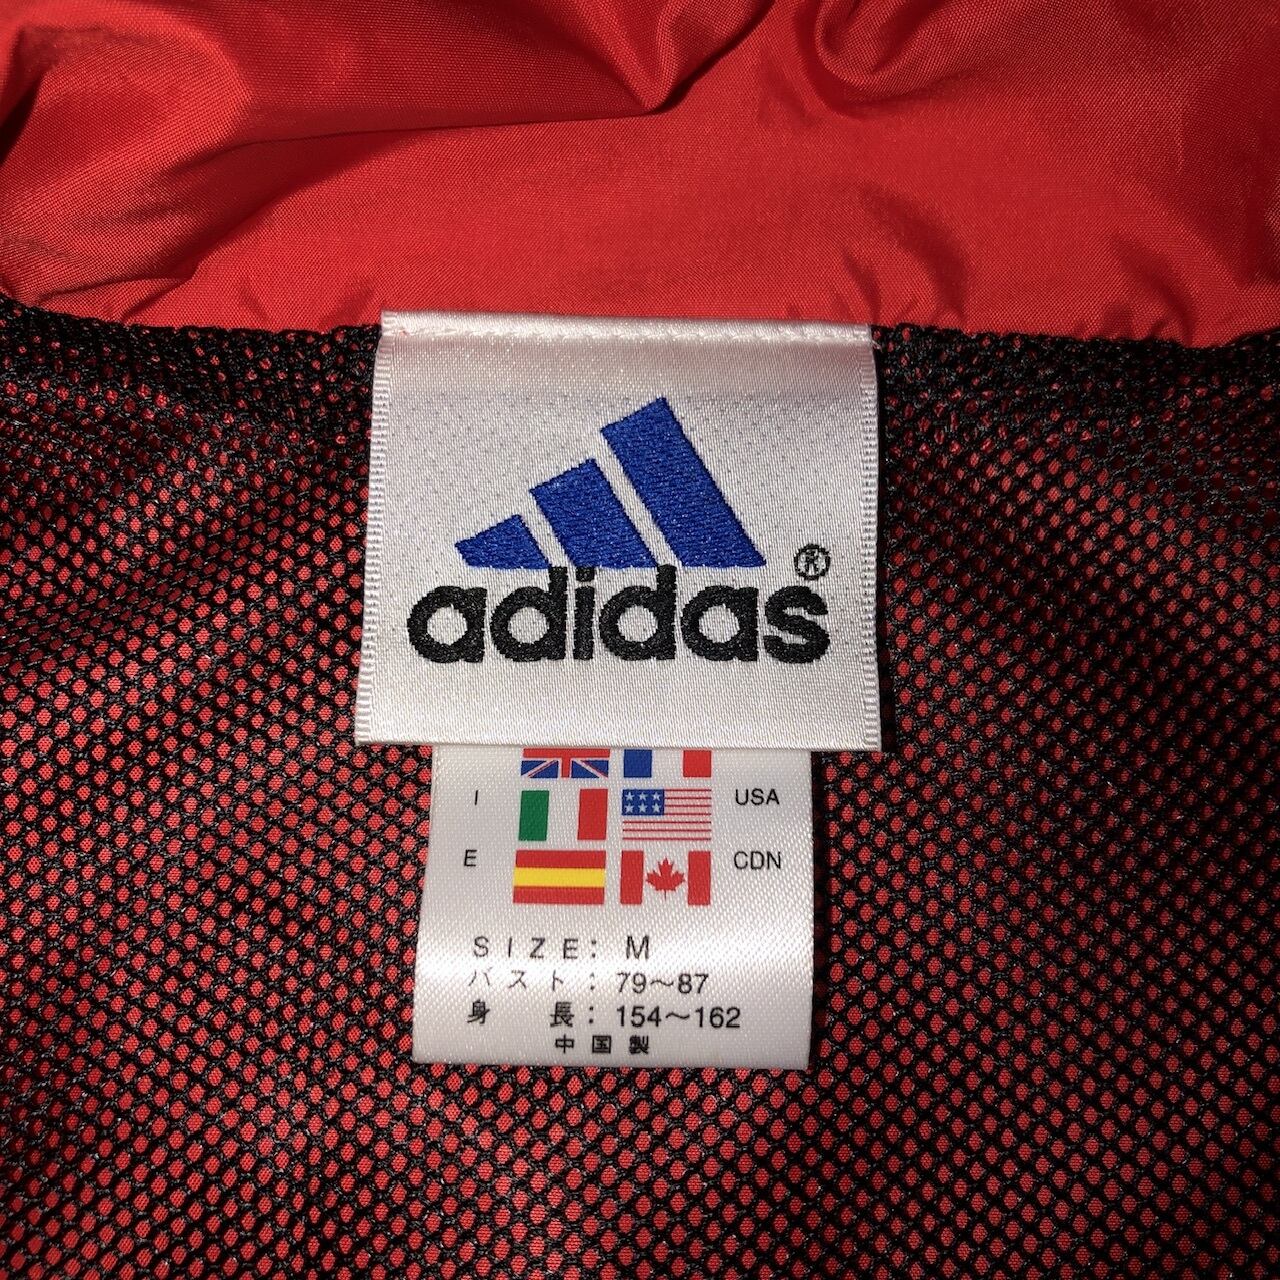 adidas®
I USA
E CDN
SIZE: M
バスト: 79～87
身 長: 154～162
中国製